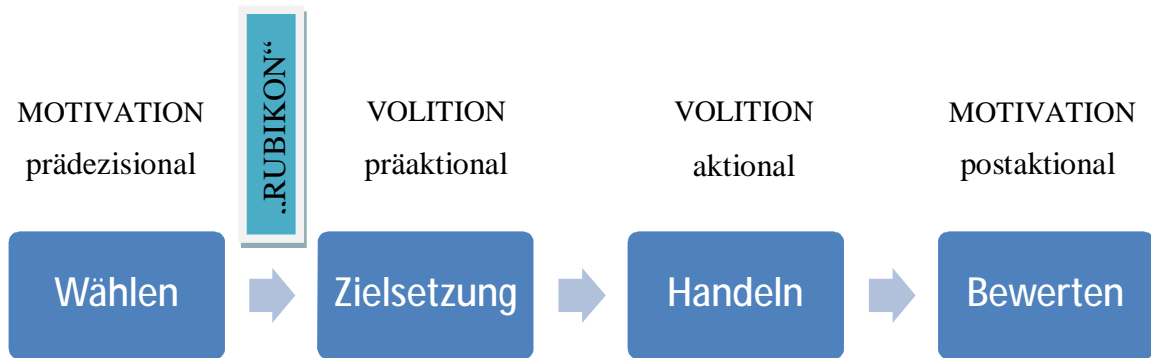 MOTIVATION
prädezisional
„RUBIKON“
VOLITION
präaktional
VOLITION
aktional
MOTIVATION
postaktional
Wählen
Zielsetzung
Handeln
Bewerten